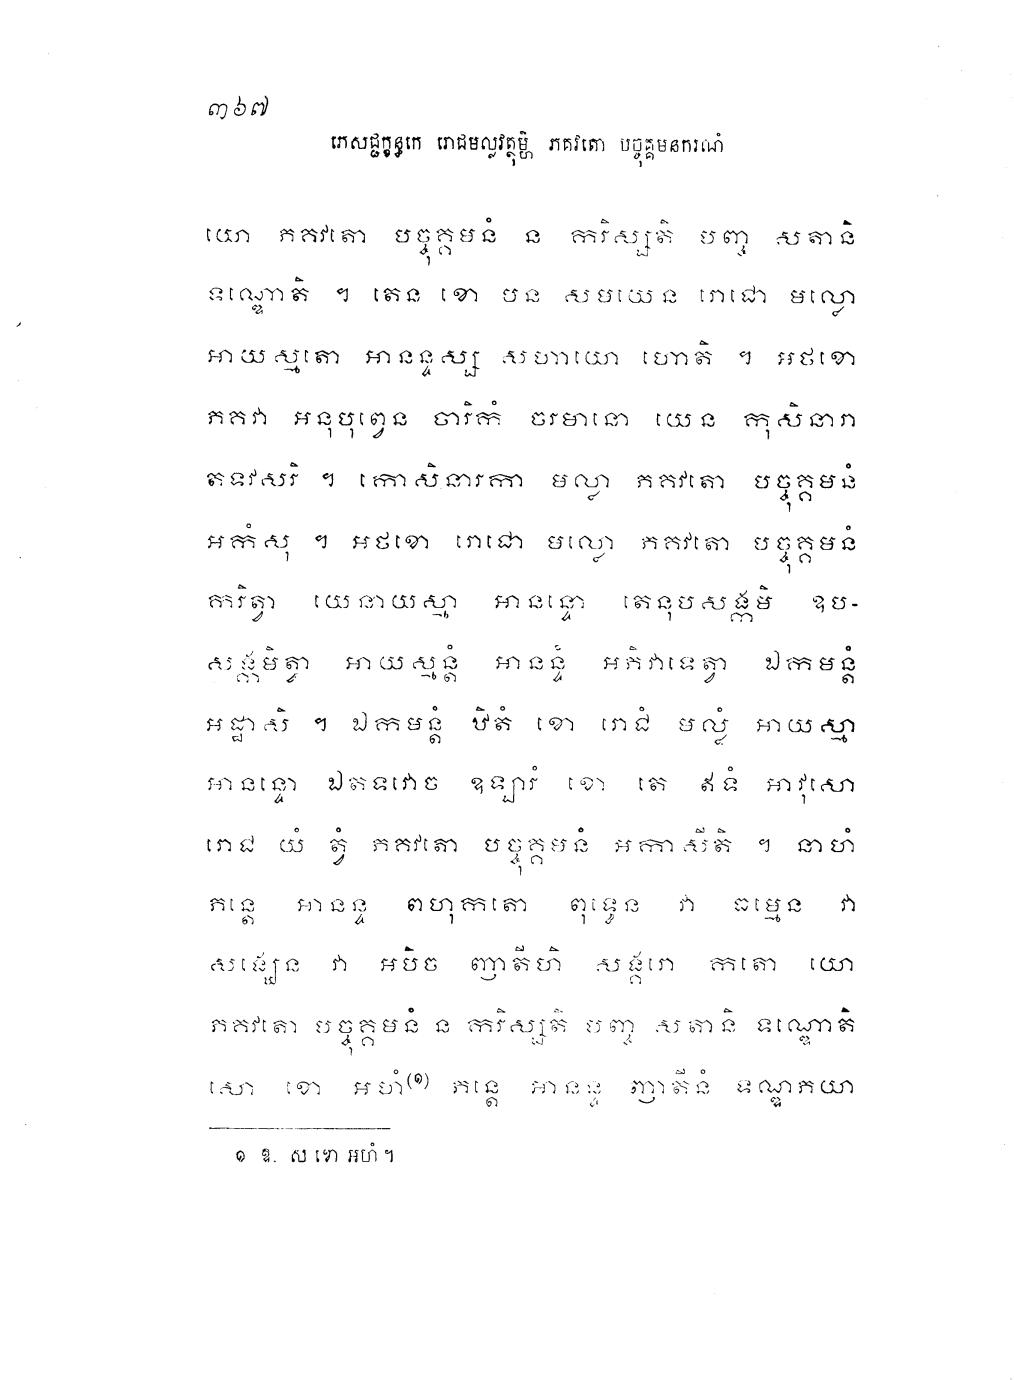 ៣៦៧
ភេសជ្ជក្ខន្ធកេ រោជមល្លវត្ថុម្ហិ ភគវតោ បច្ចុគ្គមនករណំ
យោ ភគវតោ បច្ចុគ្គមនំ ន ករិស្សតិ បញ្ច សតានិ
ទណ្ឌោតិ ។ តេន ខោ បន សមយេន រោជោ មល្លោ
អាយស្មតោ អានន្ទស្ស សហាយោ ហោតិ ។ អថខោ
ភគវា អនុបុព្វេន ចារិកំ ចរមានោ យេន កុសិនារា
តទវសរិ ។ កោសិនារកា មល្លា ភគវតោ បច្ចុគ្គមនំ
អកំសុ ។ អថខោ រោជោ មល្លោ ភគវតោ បច្ចុគ្គមនំ
ករិត្វា យេនាយស្មា អានន្ទោ តេនុបសង្កមិ ឧប-
សង្កមិត្វា អាយស្មន្តំ អានន្ទំ អភិវាទេត្វា ឯកមន្តំ
អដ្ឋាសិ ។ ឯកមន្តំ ឋិតំ ខោ រោជំ មល្លំ អាយស្មា
អានន្ទោ ឯតទវោច ឧឡារំ ខោ តេ ឥទំ អាវុសោ
រោជ យំ ត្វំ ភគវតោ បច្ចុគ្គមនំ អកាសីតិ ។ នាហំ
ភន្តេ អានន្ទ ពហុកតោ ពុទ្ធេន វា ធម្មេន វា
សង្ឃេន វា អបិច ញាតីហិ សង្គរោ កតោ យោ
ភគវតោ បច្ចុគ្គមនំ ន ករិស្សតិ បញ្ច សតានិ ទណ្ឌោតិ
សោ ខោ អហំ(១) ភន្តេ អានន្ទ ញាតីនំ ទណ្ឌភយា
១ ឱ. ស ខោ អហំ ។